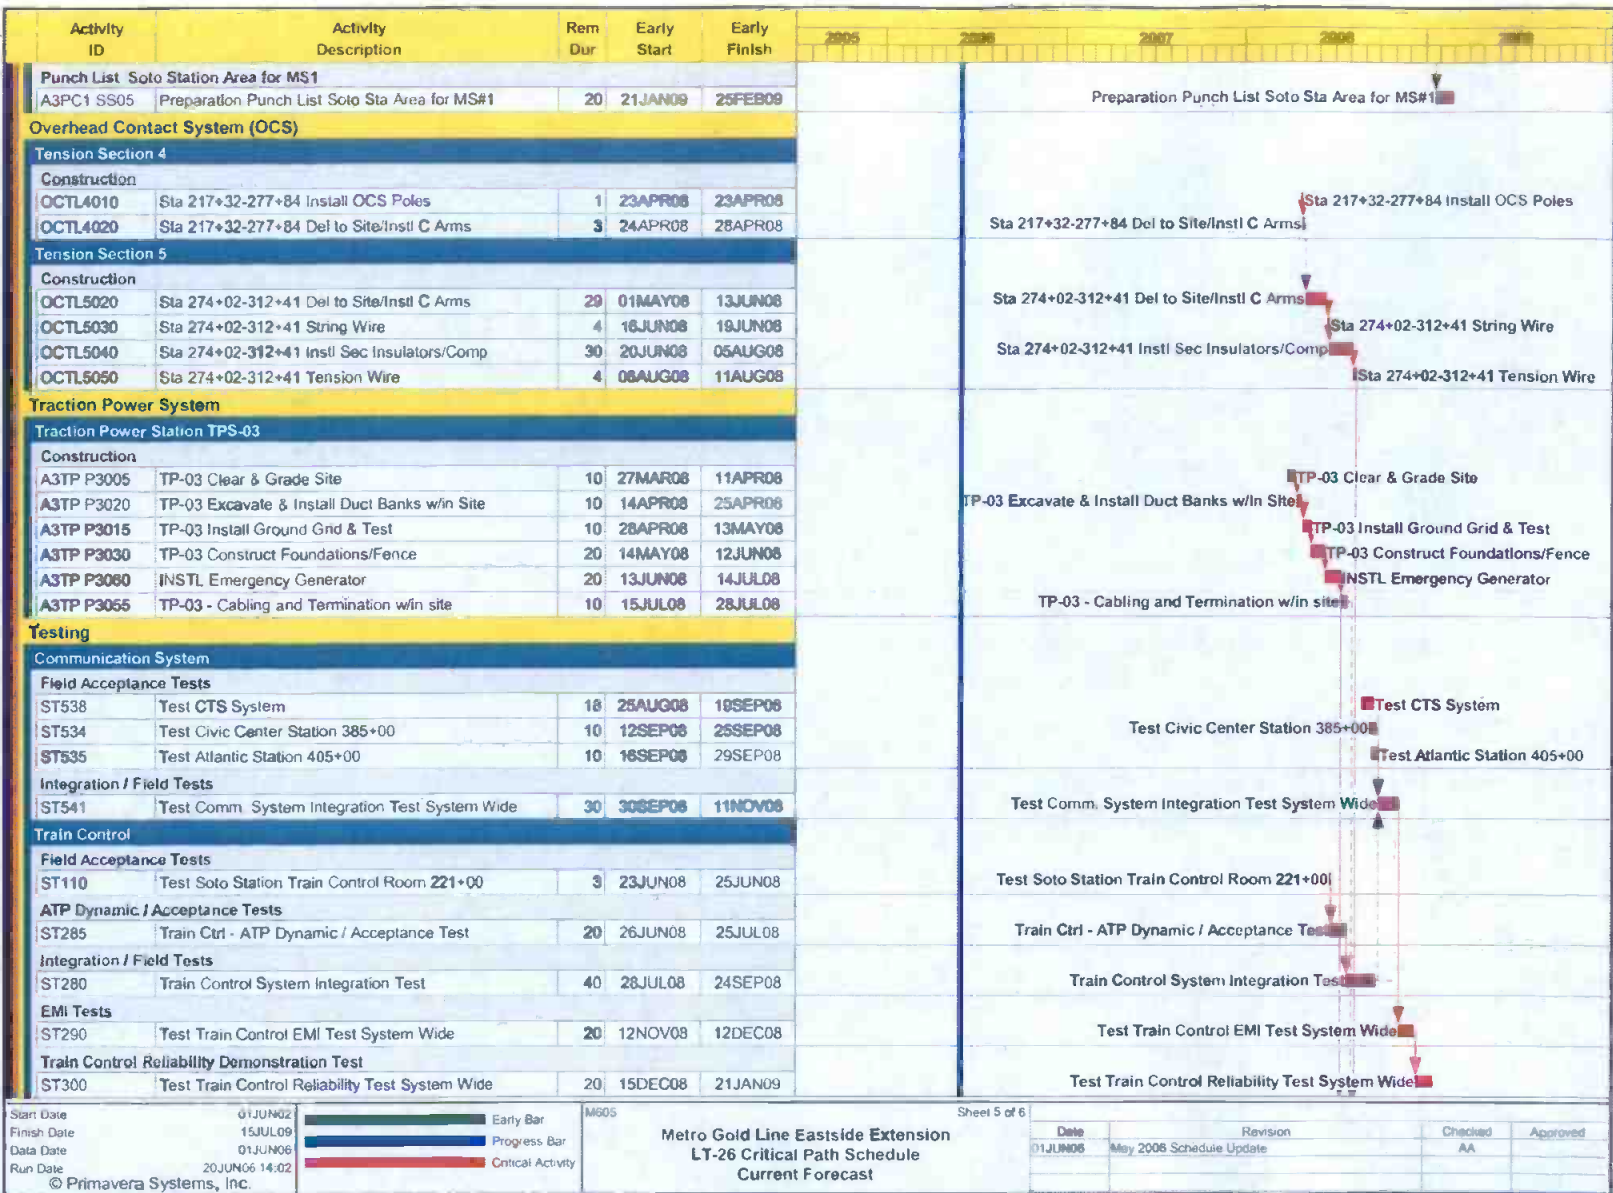 Activity ID Activity Description Rem Dur Early Start Early Finish 2005 2006 2007 2008 2009
Punch List Soto Station Area for MS1
A3PC1 SS05 Preparation Punch List Soto Sta Area for MS#1 20 21JAN09 25FEB09 Preparation Punch List Soto Sta Area for MS#1
Overhead Contact System (OCS)
Tension Section 4
Construction
OCTL4010 Sta 217+32-277+84 Install OCS Poles 1 23APR08 23APR08 Sta 217+32-277+84 Install OCS Poles
OCTL4020 Sta 217+32-277+84 Del to Site/Instl C Arms 3 24APR08 28APR08 Sta 217+32-277+84 Del to Site/Instl C Arms
Tension Section 5
Construction
OCTL5020 Sta 274+02-312+41 Del to Site/Instl C Arms 29 01MAY08 13JUN08 Sta 274+02-312+41 Del to Site/Instl C Arms
OCTL5030 Sta 274+02-312+41 String Wire 4 16JUN08 19JUN08 Sta 274+02-312+41 String Wire
OCTL5040 Sta 274+02-312+41 Instl Sec Insulators/Comp 30 20JUN08 05AUG08 Sta 274+02-312+41 Instl Sec Insulators/Comp
OCTL5050 Sta 274+02-312+41 Tension Wire 4 06AUG08 11AUG08 Sta 274+02-312+41 Tension Wire
Traction Power System
Traction Power Station TPS-03
Construction
A3TP P3005 TP-03 Clear & Grade Site 10 27MAR08 11APR08 TP-03 Clear & Grade Site
A3TP P3020 TP-03 Excavate & Install Duct Banks w/in Site 10 14APR08 25APR08 TP-03 Excavate & Install Duct Banks w/in Site
A3TP P3015 TP-03 Install Ground Grid & Test 10 28APR08 13MAY08 TP-03 Install Ground Grid & Test
A3TP P3030 TP-03 Construct Foundations/Fence 20 14MAY08 12JUN08 TP-03 Construct Foundations/Fence
A3TP P3060 INSTL Emergency Generator 20 13JUN08 14JUL08 INSTL Emergency Generator
A3TP P3055 TP-03 - Cabling and Termination w/in site 10 15JUL08 28JUL08 TP-03 - Cabling and Termination w/in site
Testing
Communication System
Field Acceptance Tests
ST538 Test CTS System 18 25AUG08 19SEP08 Test CTS System
ST534 Test Civic Center Station 385+00 10 12SEP08 25SEP08 Test Civic Center Station 385+00
ST535 Test Atlantic Station 405+00 10 16SEP08 29SEP08 Test Atlantic Station 405+00
Integration / Field Tests
ST541 Test Comm. System Integration Test System Wide 30 30SEP08 11NOV08 Test Comm. System Integration Test System Wide
Train Control
Field Acceptance Tests
ST110 Test Soto Station Train Control Room 221+00 3 23JUN08 25JUN08 Test Soto Station Train Control Room 221+00
ATP Dynamic / Acceptance Tests
ST285 Train Ctrl - ATP Dynamic / Acceptance Test 20 26JUN08 25JUL08 Train Ctrl - ATP Dynamic / Acceptance Test
Integration / Field Tests
ST280 Train Control System Integration Test 40 28JUL08 24SEP08 Train Control System Integration Test
EMI Tests
ST290 Test Train Control EMI Test System Wide 20 12NOV08 12DEC08 Test Train Control EMI Test System Wide
Train Control Reliability Demonstration Test
ST300 Test Train Control Reliability Test System Wide 20 15DEC08 21JAN09 Test Train Control Reliability Test System Wide
Start Date 01JUN02
Finish Date 15JUL09
Data Date 01JUN06
Run Date 20JUN06 14:02
© Primavera Systems, Inc.
Early Bar
Progress Bar
Critical Activity
M605 Sheet 5 of 6
Metro Gold Line Eastside Extension
LT-26 Critical Path Schedule
Current Forecast
Date Revision Checked Approved
01JUN06 May 2006 Schedule Update AA